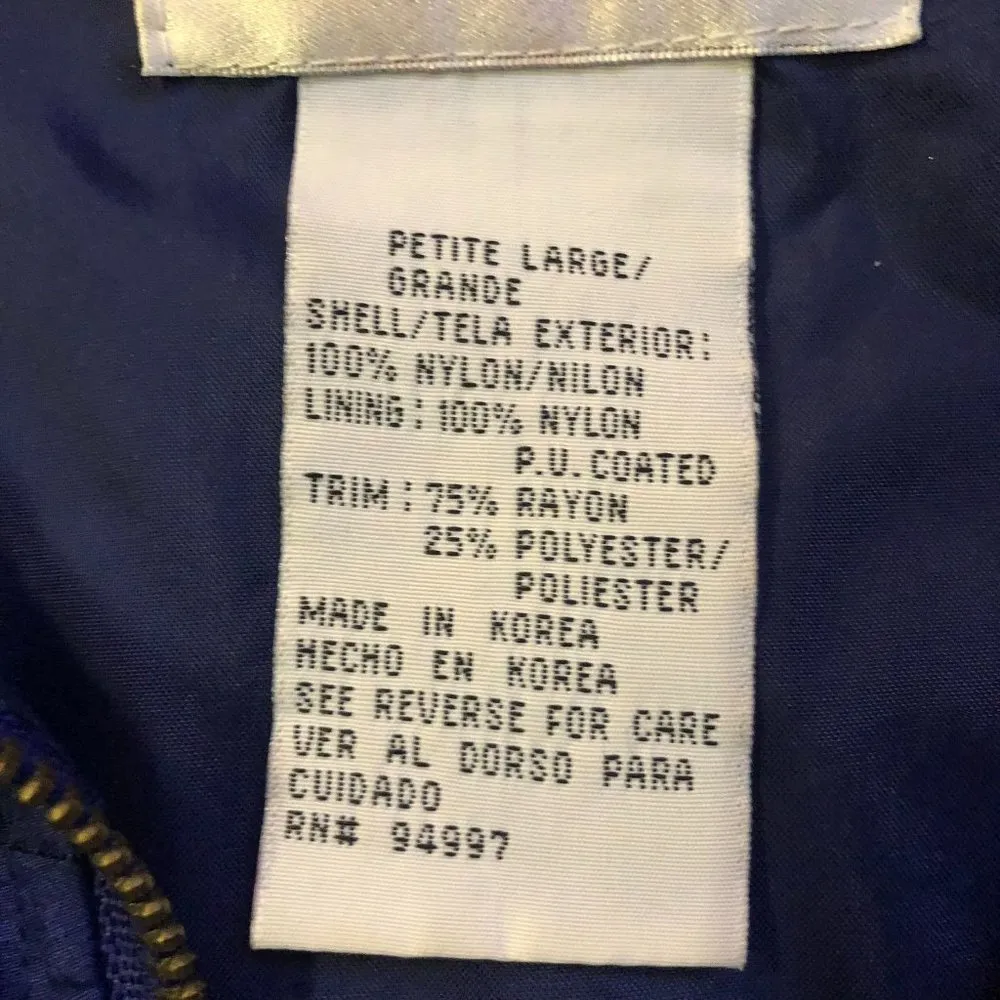 PETITE LARGE/
GRANDE
SHELL/TELA EXTERIOR:
100% NYLON/NILON
LINING: 100% NYLON
P.U. COATED
TRIM: 75% RAYON
25% POLYESTER/
POLIESTER
MADE IN KOREA
HECHO EN KOREA
SEE REVERSE FOR CARE
VER AL DORSO PARA
CUIDADO
RN# 94997